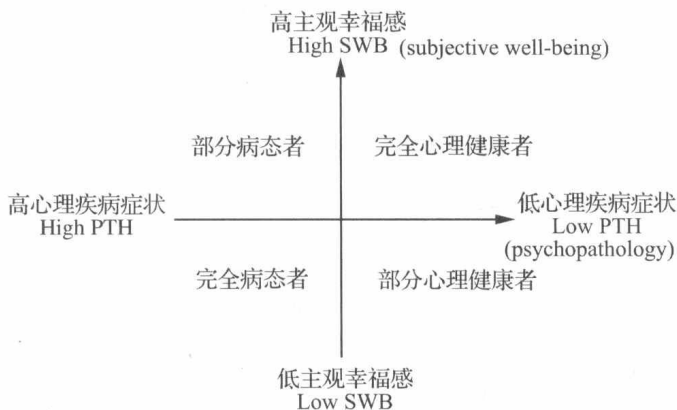 高主观幸福感
High SWB (subjective well-being)
部分病态者
完全心理健康者
高心理疾病症状
High PTH
低心理疾病症状
Low PTH
(psychopathology)
完全病态者
部分心理健康者
低主观幸福感
Low SWB